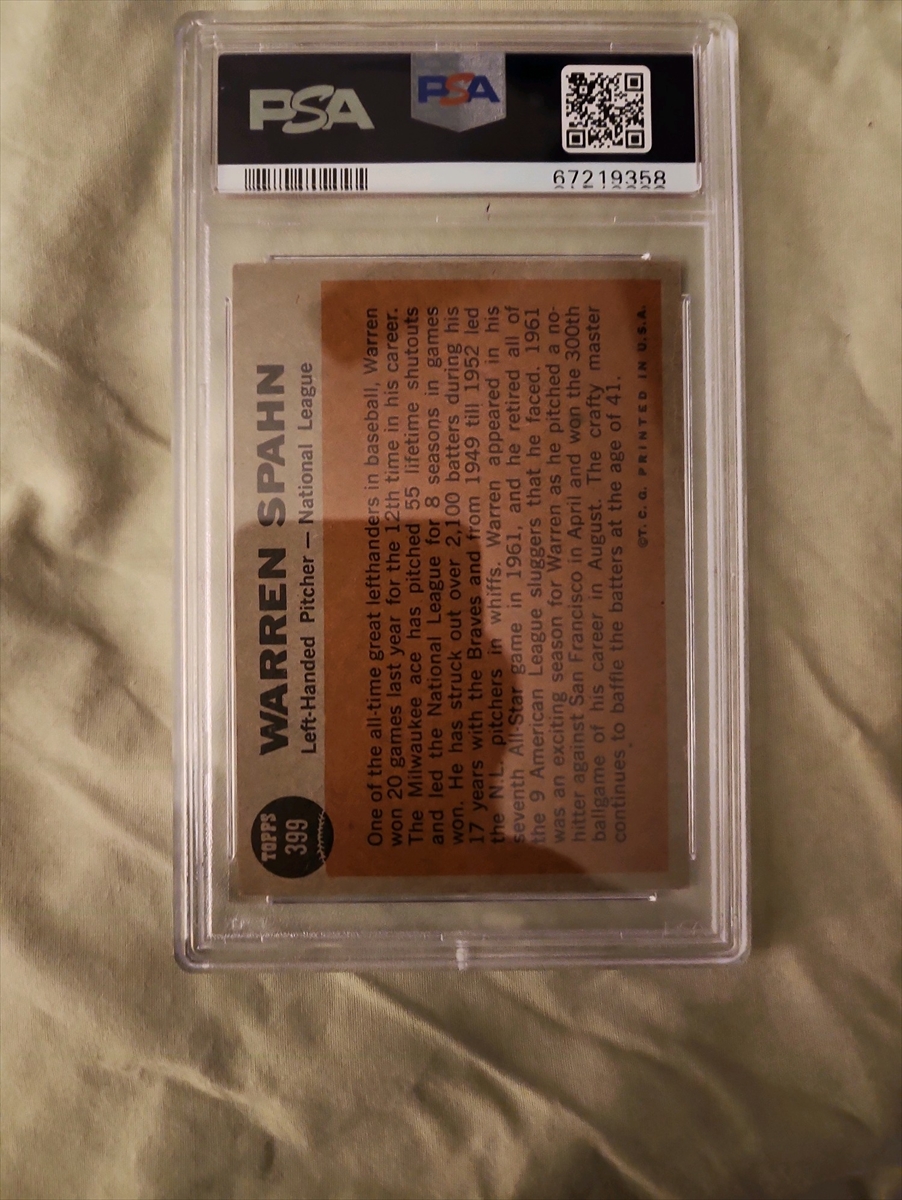 PSA
PSA
67219358
TOPPS
399
WARREN SPAHN
Left-Handed Pitcher — National League
One of the all-time great lefthanders in baseball, Warren
won 20 games last year for the 12th time in his career.
The Milwaukee ace has pitched 55 lifetime shutouts
and led the National League for 8 seasons in games
won. He has struck out over 2,100 batters during his
17 years with the Braves and from 1949 till 1952 led
the N.L. pitchers in whiffs. Warren appeared in his
seventh All-Star game in 1961, and he retired all of
the 9 American League sluggers that he faced. 1961
was an exciting season for Warren as he pitched a no-
hitter against San Francisco in April and won the 300th
ballgame of his career in August. The crafty master
continues to baffle the batters at the age of 41.
©T. C. G. PRINTED IN U.S.A.